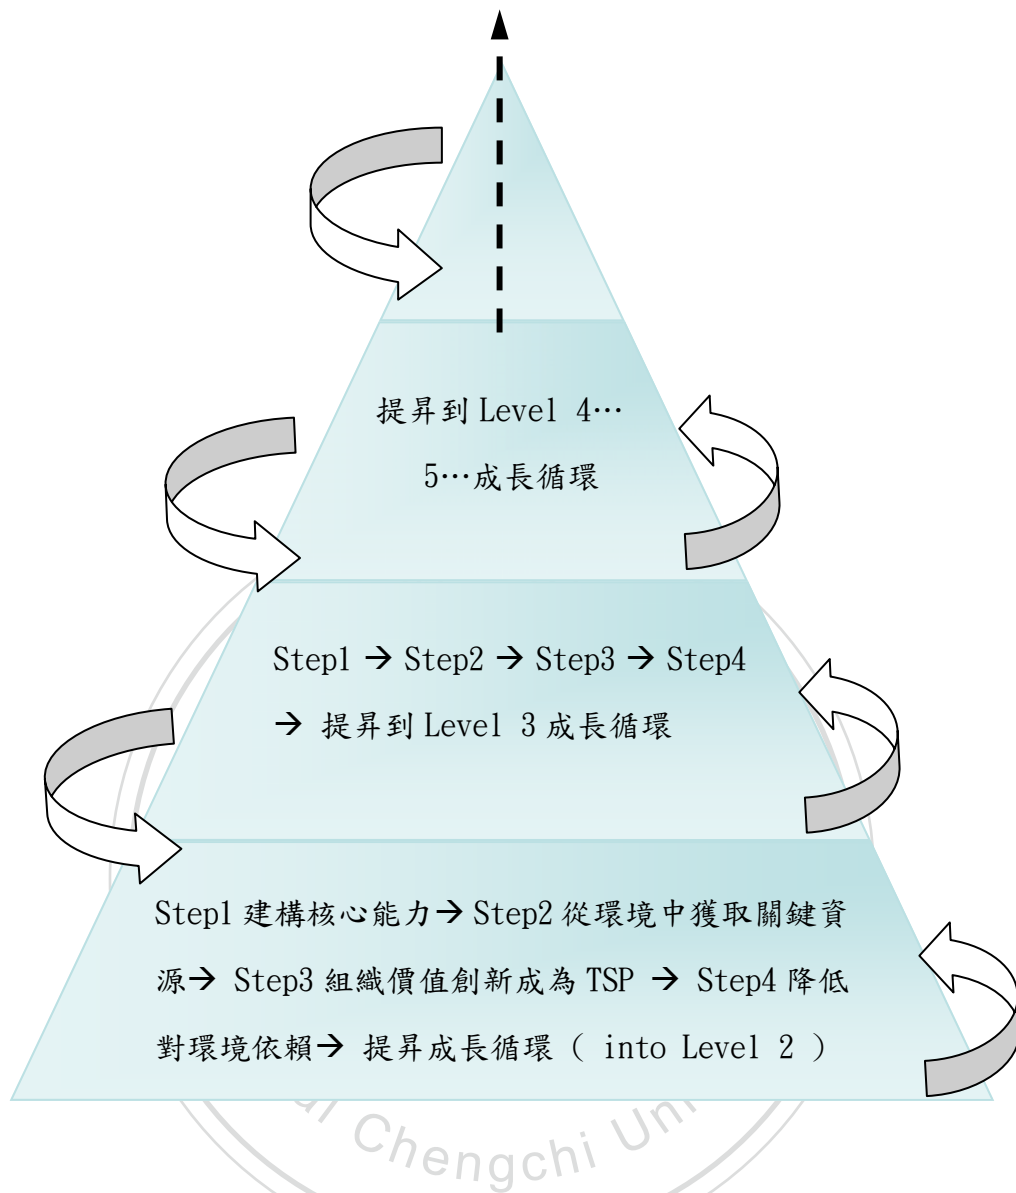 提昇到 Level 4…
5…成長循環
Step1 → Step2 → Step3 → Step4
→ 提昇到 Level 3 成長循環
Step1 建構核心能力→ Step2 從環境中獲取關鍵資
源→ Step3 組織價值創新成為 TSP → Step4 降低
對環境依賴→ 提昇成長循環（ into Level 2 ）
Chengchi Uni